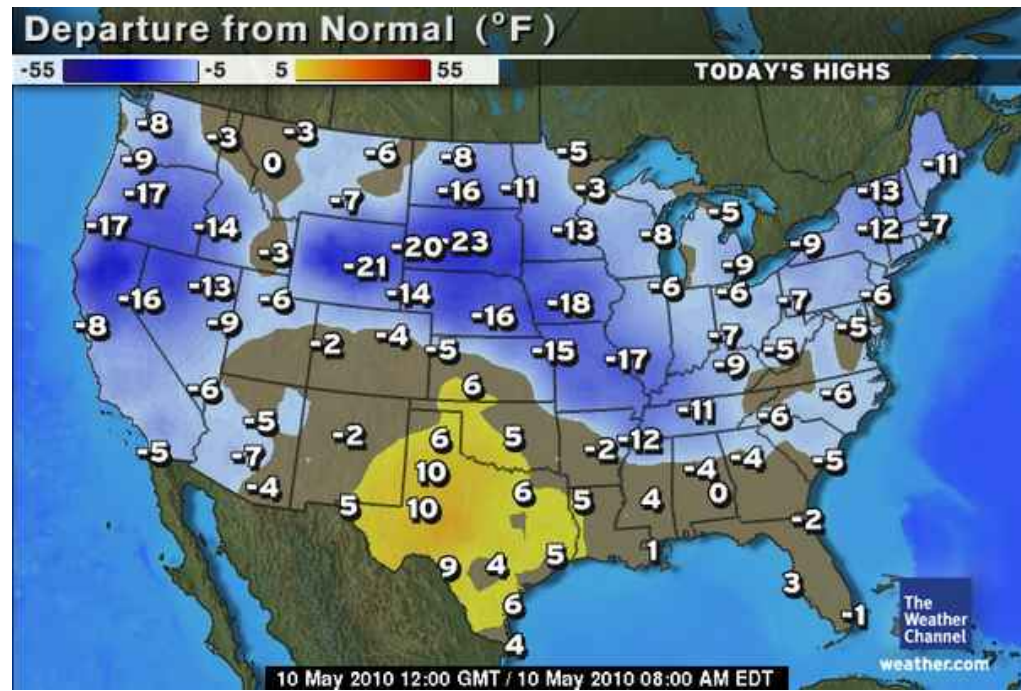 Departure from Normal (°F)
-55 -5 5 55 TODAY'S HIGHS
-8 -3 -3 -6 -8 -5
-9 0 -11
-17 -7 -16 -11 -3 -13
-17 -14 -20 -23 -13 -8 -5 -12 -7
-3 -21 -9 -9
-16 -13 -6 -14 -18 -6 -6 -7 -6
-8 -9 -16 -5
-2 -4 -5 -15 -17 -7 -5
-9
-6 6 -11 -6
-5 -2 6 5 -2 -12 -6
-5 -7 10 -4 -4 -5
-4 5 10 6 5 4 0 -2
9 4 5 1
6 3 -1
4
The
Weather
Channel
weather.com
10 May 2010 12:00 GMT / 10 May 2010 08:00 AM EDT